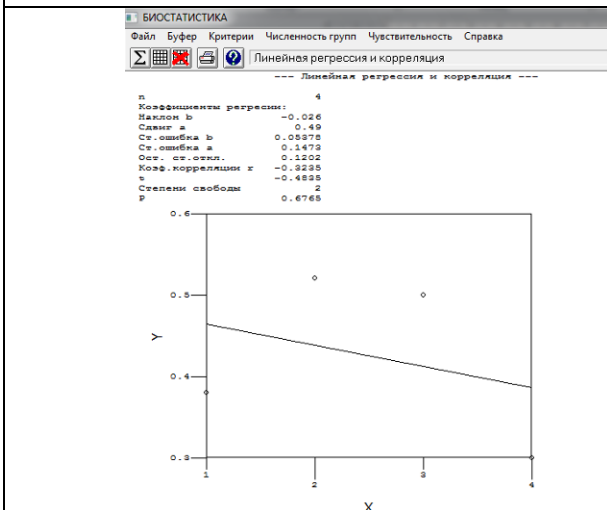 БИОСТАТИСТИКА
Файл Буфер Критерии Численность групп Чувствительность Справка
Линейная регрессия и корреляция
--- Линейная регрессия и корреляция ---
n 4
Коэффициенты регресии:
Наклон b -0.026
Сдвиг a 0.49
Ст.ошибка b 0.05378
Ст.ошибка a 0.1473
Ост. ст.откл. 0.1202
Коэф.корреляции r -0.3235
t -0.4835
Степени свободы 2
P 0.6765
0.6
0.5
Y
0.4
0.3
1 2 3 4
X